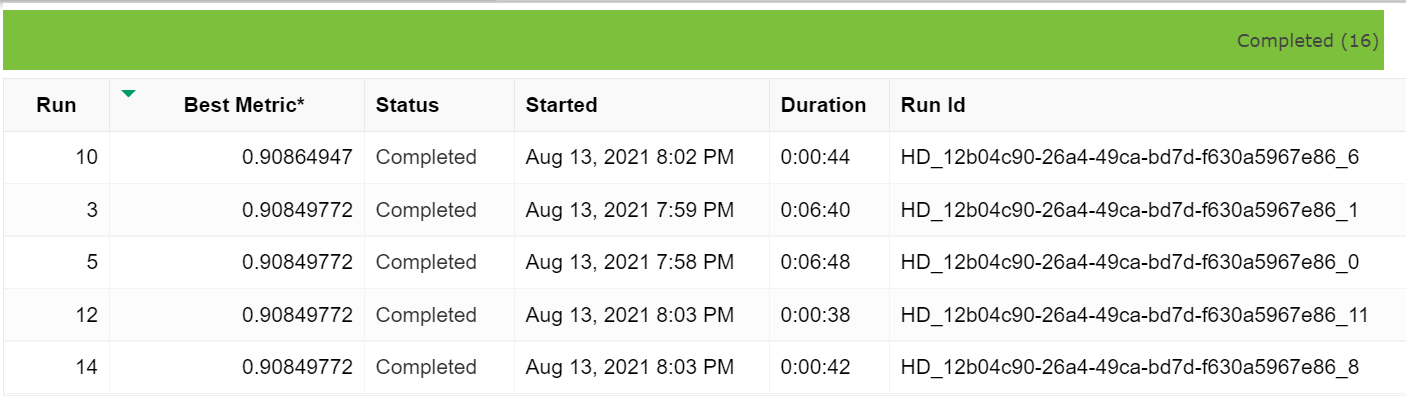 Completed (16)
Run Best Metric* Status Started Duration Run Id
10 0.90864947 Completed Aug 13, 2021 8:02 PM 0:00:44 HD_12b04c90-26a4-49ca-bd7d-f630a5967e86_6
3 0.90849772 Completed Aug 13, 2021 7:59 PM 0:06:40 HD_12b04c90-26a4-49ca-bd7d-f630a5967e86_1
5 0.90849772 Completed Aug 13, 2021 7:58 PM 0:06:48 HD_12b04c90-26a4-49ca-bd7d-f630a5967e86_0
12 0.90849772 Completed Aug 13, 2021 8:03 PM 0:00:38 HD_12b04c90-26a4-49ca-bd7d-f630a5967e86_11
14 0.90849772 Completed Aug 13, 2021 8:03 PM 0:00:42 HD_12b04c90-26a4-49ca-bd7d-f630a5967e86_8